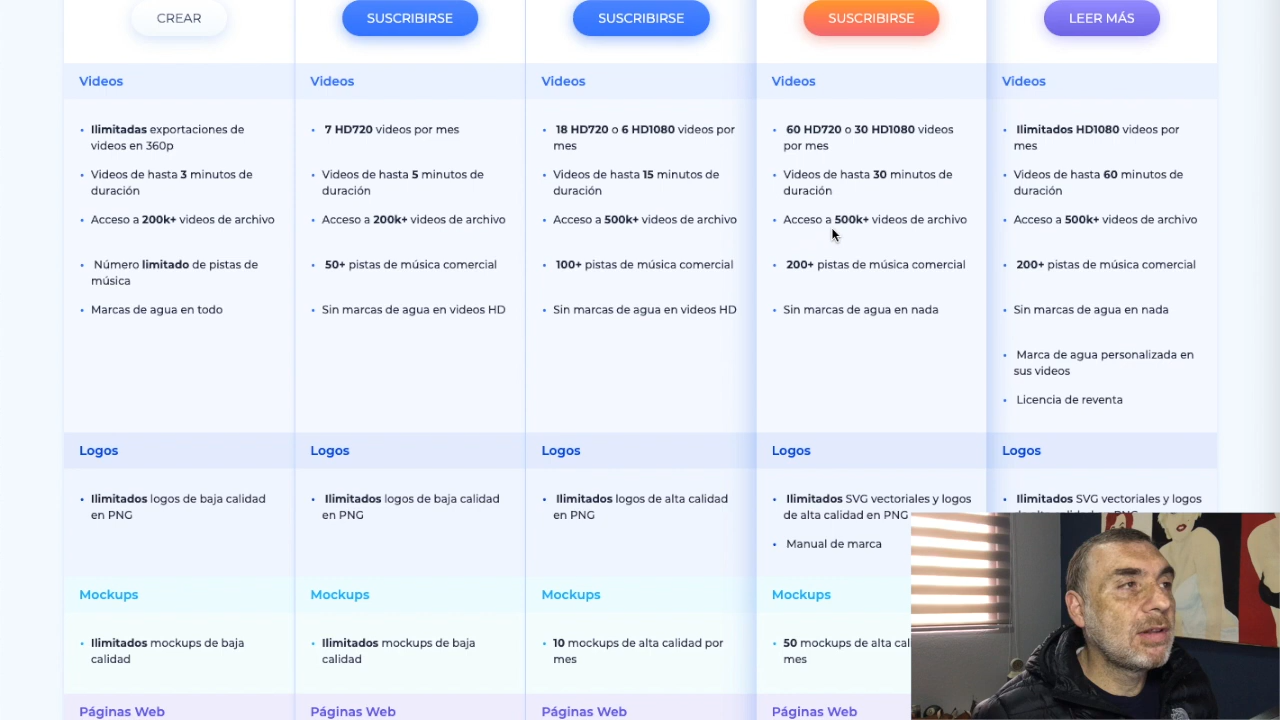 CREAR
SUSCRIBIRSE
SUSCRIBIRSE
SUSCRIBIRSE
LEER MÁS
Videos
Ilimitadas exportaciones de
videos en 360p
Videos de hasta 3 minutos de
duración
Acceso a 200k+ videos de archivo
Número limitado de pistas de
música
Marcas de agua en todo
Logos
Ilimitados logos de baja calidad
en PNG
Mockups
Ilimitados mockups de baja
calidad
Páginas Web
Videos
7 HD720 videos por mes
Videos de hasta 5 minutos de
duración
Acceso a 200k+ videos de archivo
50+ pistas de música comercial
Sin marcas de agua en videos HD
Logos
Ilimitados logos de baja calidad
en PNG
Mockups
Ilimitados mockups de baja
calidad
Páginas Web
Videos
18 HD720 o 6 HD1080 videos por
mes
Videos de hasta 15 minutos de
duración
Acceso a 500k+ videos de archivo
100+ pistas de música comercial
Sin marcas de agua en videos HD
Logos
Ilimitados logos de alta calidad
en PNG
Mockups
10 mockups de alta calidad por
mes
Páginas Web
Videos
60 HD720 o 30 HD1080 videos
por mes
Videos de hasta 30 minutos de
duración
Acceso a 500k+ videos de archivo
200+ pistas de música comercial
Sin marcas de agua en nada
Logos
Ilimitados SVG vectoriales y logos
de alta calidad en PNG
Manual de marca
Mockups
50 mockups de alta cal
mes
Páginas Web
Videos
Ilimitados HD1080 videos por
mes
Videos de hasta 60 minutos de
duración
Acceso a 500k+ videos de archivo
200+ pistas de música comercial
Sin marcas de agua en nada
Marca de agua personalizada en
sus videos
Licencia de reventa
Logos
Ilimitados SVG vectoriales y logos